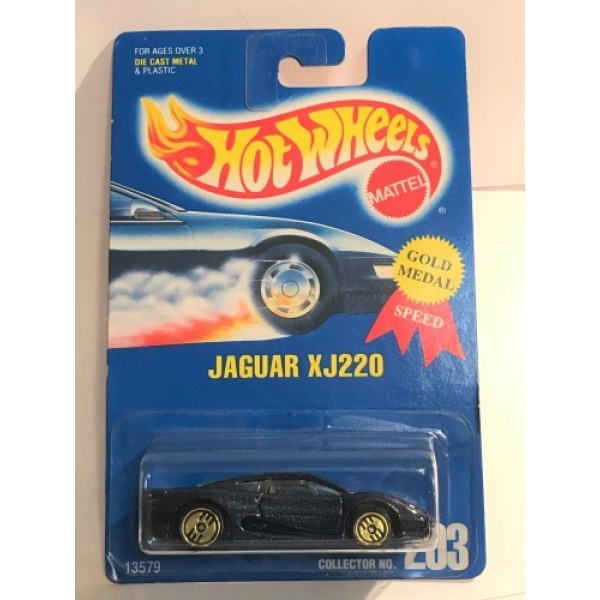 FOR AGES OVER 3
DIE CAST METAL
& PLASTIC
HOT WHEELS
MATTEL
®
GOLD
MEDAL
SPEED
JAGUAR XJ220
13579
COLLECTOR NO. 203